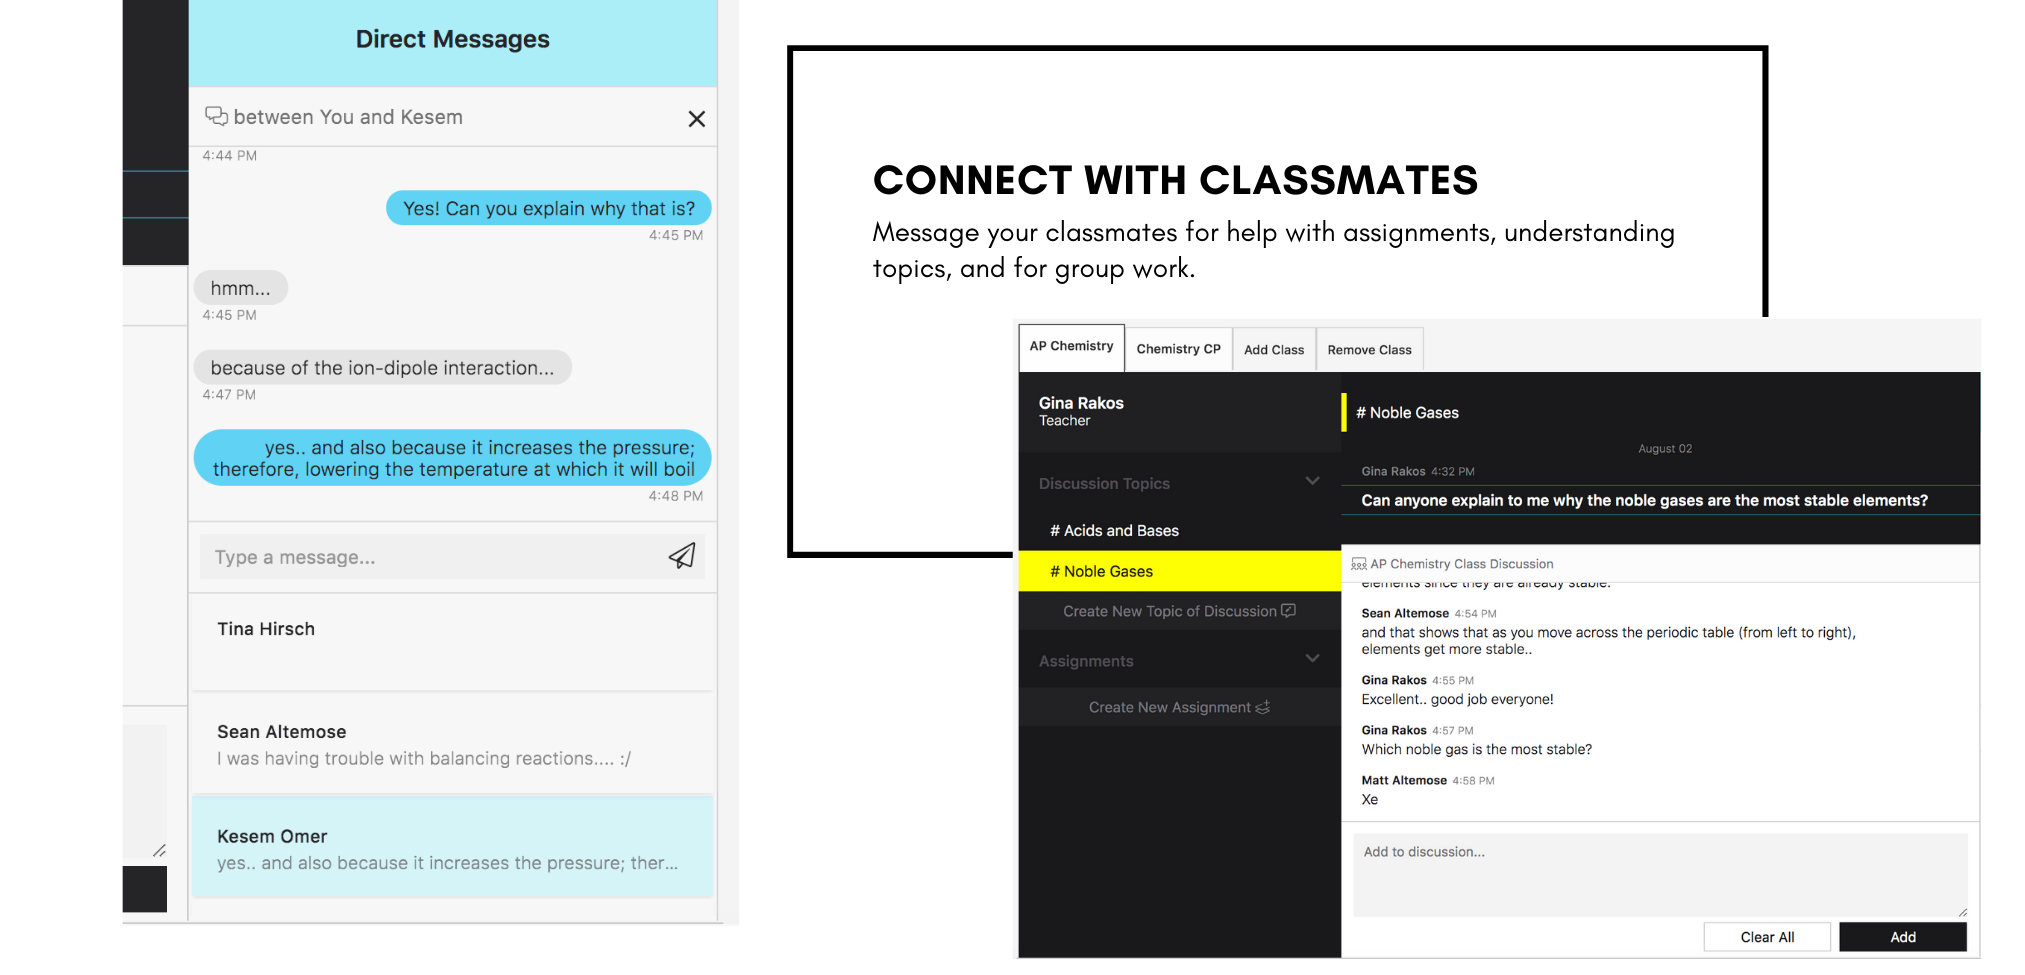 Direct Messages
between You and Kesem
4:44 PM
Yes! Can you explain why that is?
4:45 PM
hmm...
4:45 PM
because of the ion-dipole interaction...
4:47 PM
yes.. and also because it increases the pressure;
therefore, lowering the temperature at which it will boil
4:48 PM
Type a message...
Tina Hirsch
Sean Altemose
I was having trouble with balancing reactions.... :/
Kesem Omer
yes.. and also because it increases the pressure; ther...
CONNECT WITH CLASSMATES
Message your classmates for help with assignments, understanding
topics, and for group work.
AP Chemistry
Chemistry CP
Add Class
Remove Class
Gina Rakos
Teacher
Discussion Topics
# Acids and Bases
# Noble Gases
Create New Topic of Discussion
Assignments
Create New Assignment
# Noble Gases
August 02
Gina Rakos 4:32 PM
Can anyone explain to me why the noble gases are the most stable elements?
AP Chemistry Class Discussion
elements since they are already stable.
Sean Altemose 4:54 PM
and that shows that as you move across the periodic table (from left to right),
elements get more stable..
Gina Rakos 4:55 PM
Excellent.. good job everyone!
Gina Rakos 4:57 PM
Which noble gas is the most stable?
Matt Altemose 4:58 PM
Xe
Add to discussion...
Clear All
Add